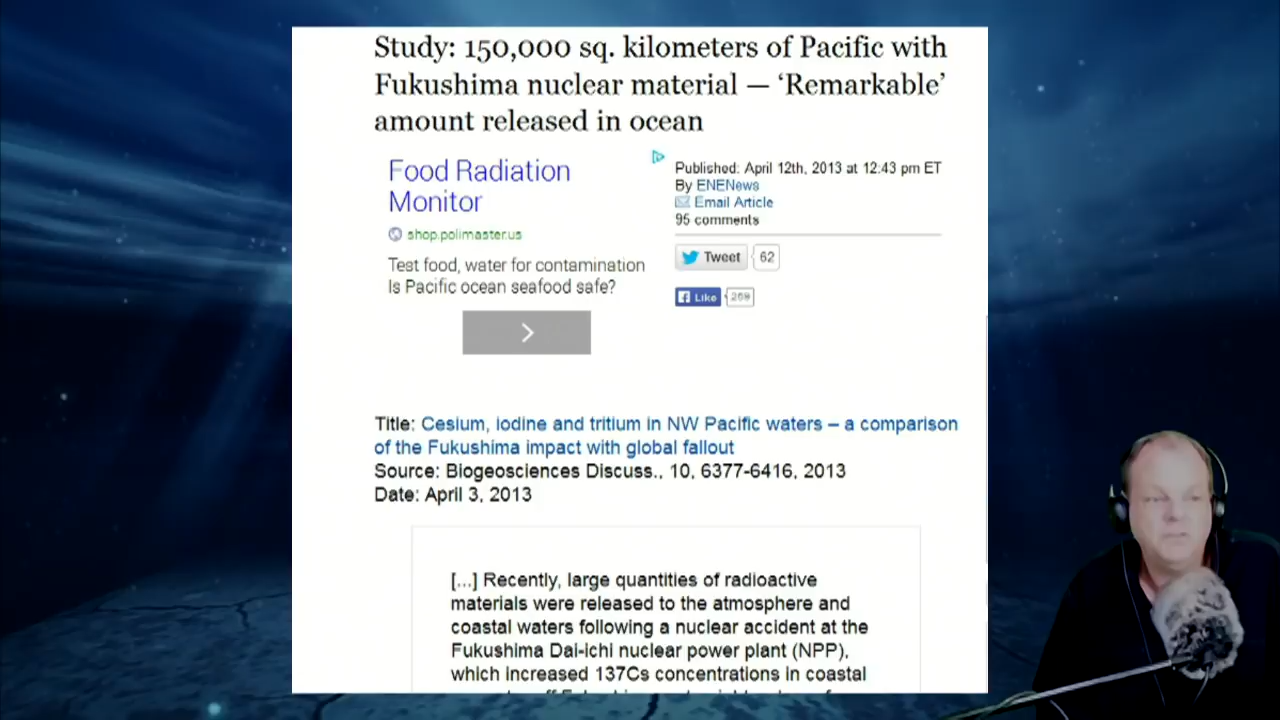 Study: 150,000 sq. kilometers of Pacific with
Fukushima nuclear material — ‘Remarkable’
amount released in ocean
Food Radiation
Monitor
shop.polimaster.us
Test food, water for contamination
Is Pacific ocean seafood safe?
Published: April 12th, 2013 at 12:43 pm ET
By ENENews
Email Article
95 comments
Tweet 62
Like 269
Title: Cesium, iodine and tritium in NW Pacific waters – a comparison
of the Fukushima impact with global fallout
Source: Biogeosciences Discuss., 10, 6377-6416, 2013
Date: April 3, 2013
[...] Recently, large quantities of radioactive
materials were released to the atmosphere and
coastal waters following a nuclear accident at the
Fukushima Dai-ichi nuclear power plant (NPP),
which increased 137Cs concentrations in coastal